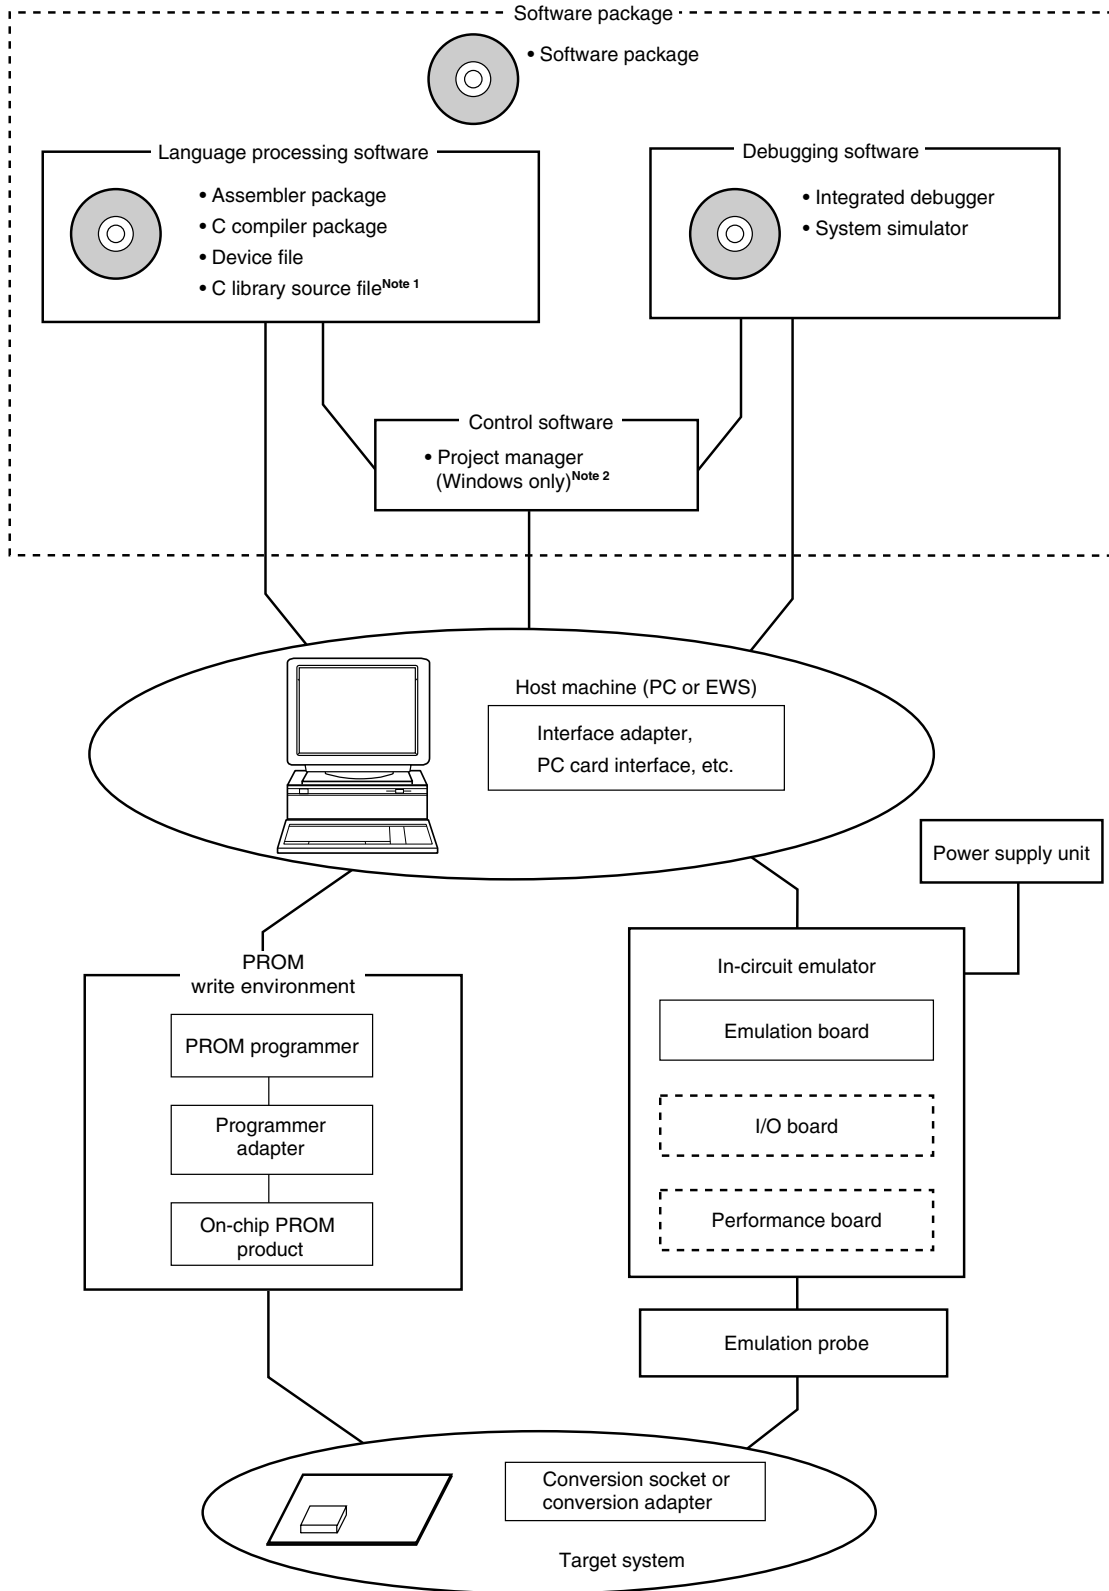 Software package
• Software package
Language processing software
• Assembler package
• C compiler package
• Device file
• C library source fileNote 1
Debugging software
• Integrated debugger
• System simulator
Control software
• Project manager
(Windows only)Note 2
Host machine (PC or EWS)
Interface adapter,
PC card interface, etc.
Power supply unit
PROM
write environment
PROM programmer
Programmer
adapter
On-chip PROM
product
In-circuit emulator
Emulation board
I/O board
Performance board
Emulation probe
Conversion socket or
conversion adapter
Target system